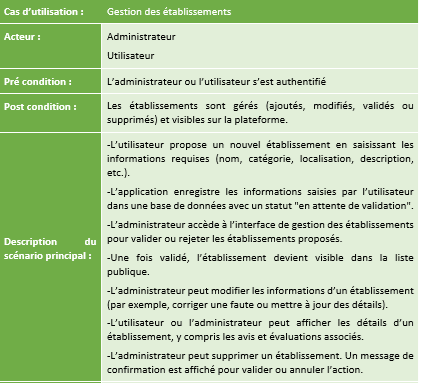 Cas d'utilisation :
Gestion des établissements
Acteur :
Administrateur
Utilisateur
Pré condition :
L'administrateur ou l'utilisateur s'est authentifié
Post condition :
Les établissements sont gérés (ajoutés, modifiés, validés ou
supprimés) et visibles sur la plateforme.
Description du
scénario principal :
-L'utilisateur propose un nouvel établissement en saisissant les
informations requises (nom, catégorie, localisation, description,
etc.).
-L'application enregistre les informations saisies par l'utilisateur
dans une base de données avec un statut "en attente de validation".
-L'administrateur accède à l'interface de gestion des établissements
pour valider ou rejeter les établissements proposés.
-Une fois validé, l'établissement devient visible dans la liste
publique.
-L'administrateur peut modifier les informations d'un établissement
(par exemple, corriger une faute ou mettre à jour des détails).
-L'utilisateur ou l'administrateur peut afficher les détails d'un
établissement, y compris les avis et évaluations associés.
-L'administrateur peut supprimer un établissement. Un message de
confirmation est affiché pour valider ou annuler l'action.